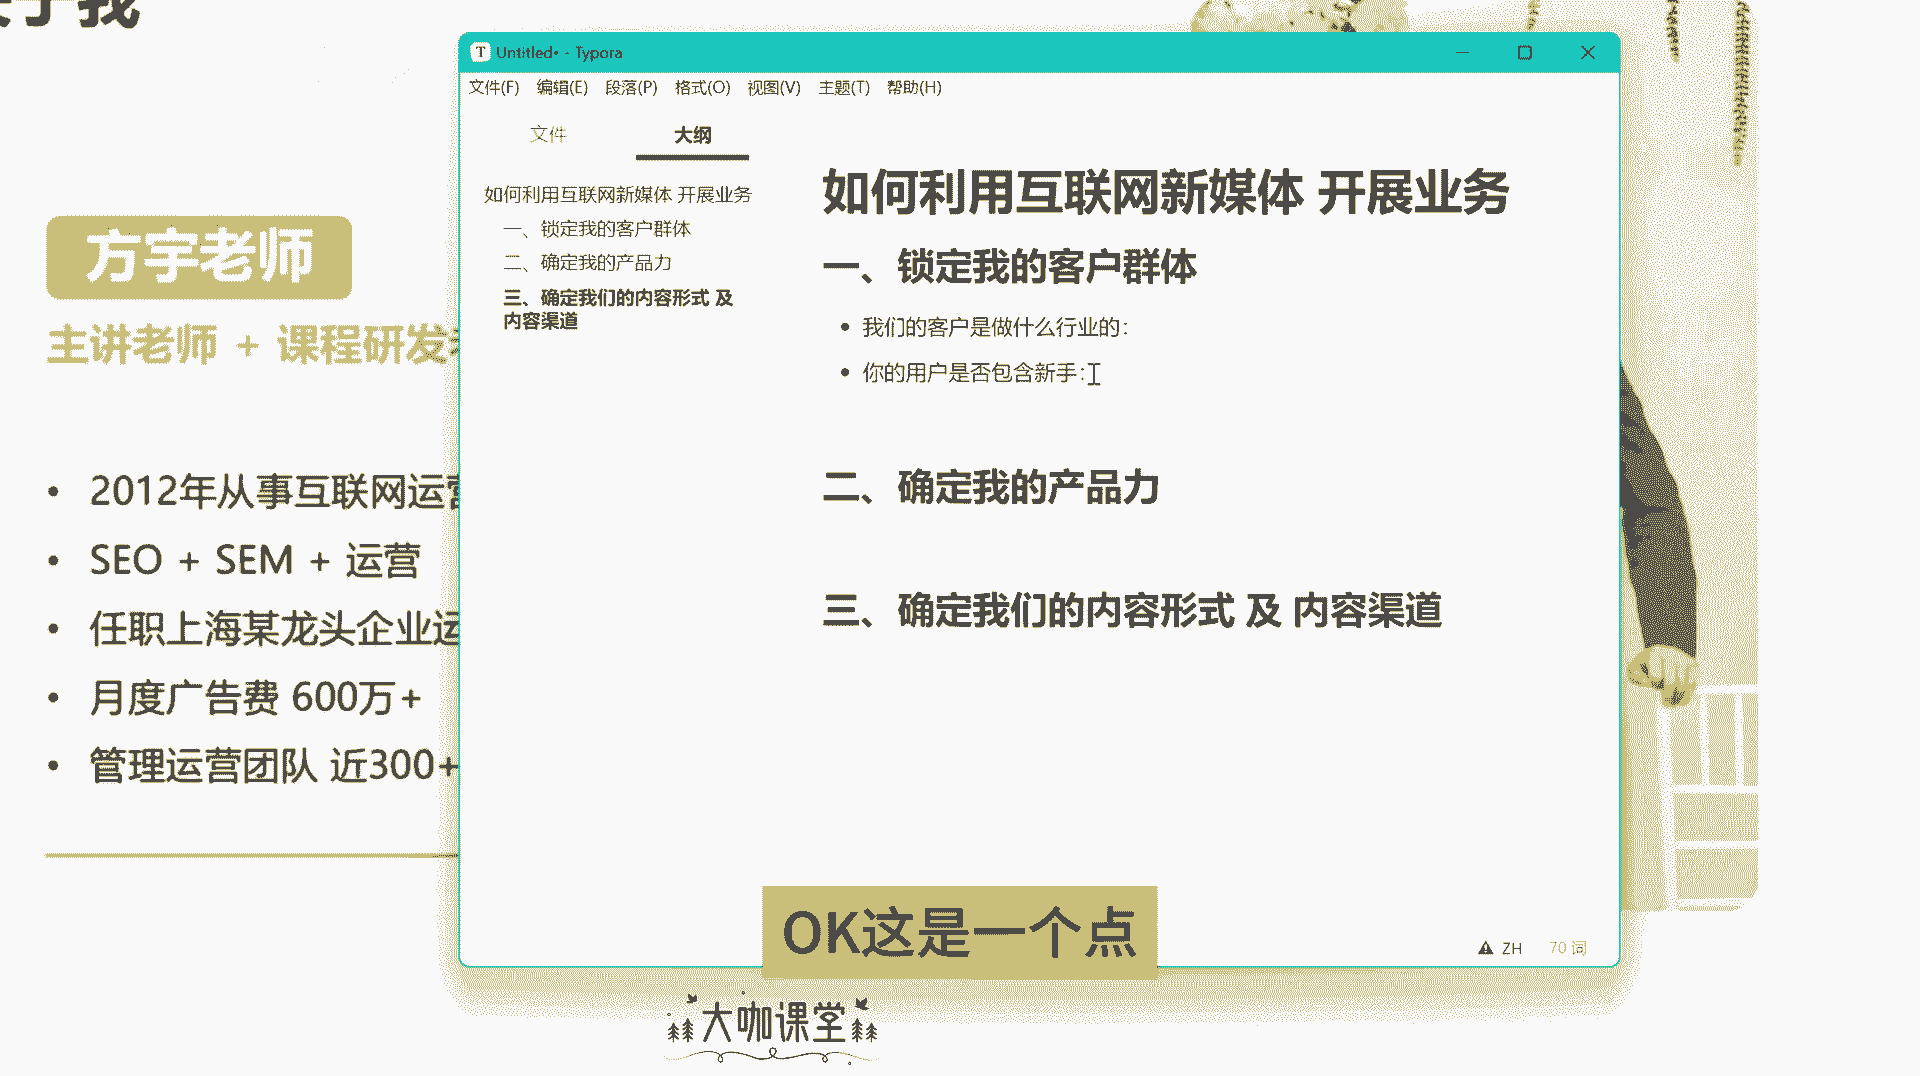 关于我
方宇老师
主讲老师 + 课程研发
2012年从事互联网运营
SEO + SEM + 运营
任职上海某龙头企业运
月度广告费 600万+
管理运营团队 近300+
Untitled• - Typora
文件(F) 编辑(E) 段落(P) 格式(O) 视图(V) 主题(T) 帮助(H)
文件 大纲
如何利用互联网新媒体 开展业务
一、锁定我的客户群体
二、确定我的产品力
三、确定我们的内容形式 及
内容渠道
如何利用互联网新媒体 开展业务
一、锁定我的客户群体
我们的客户是做什么行业的：
你的用户是否包含新手：
二、确定我的产品力
三、确定我们的内容形式 及 内容渠道
ZH 70 词
OK这是一个点
大咖课堂